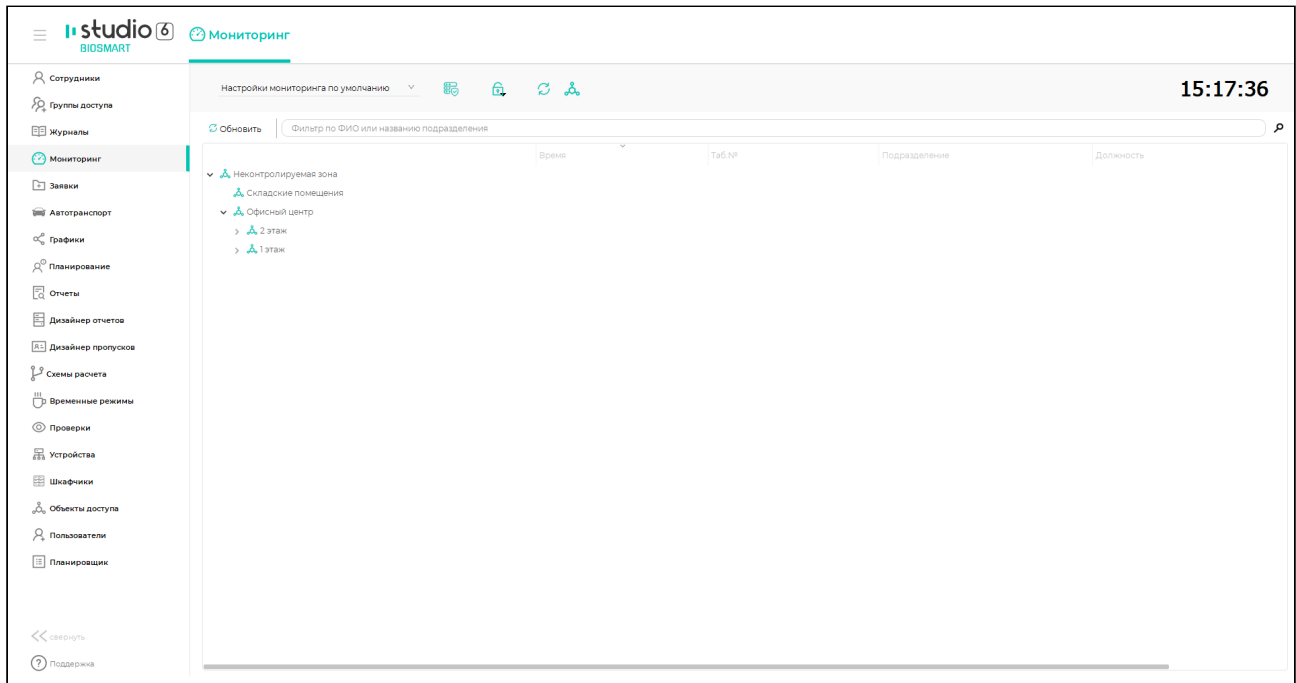 studio 6
BIOSMART
Мониторинг
Сотрудники
Группы доступа
Журналы
Мониторинг
Заявки
Автотранспорт
Графики
Планирование
Отчеты
Дизайнер отчетов
Дизайнер пропусков
Схемы расчета
Временные режимы
Проверки
Устройства
Шкафчики
Объекты доступа
Пользователи
Планировщик
свернуть
Поддержка
Настройки мониторинга по умолчанию
15:17:36
Обновить
Фильтр по ФИО или названию подразделения
Время Таб.№ Подразделение Должность
Неконтролируемая зона
Складские помещения
Офисный центр
2 этаж
1 этаж